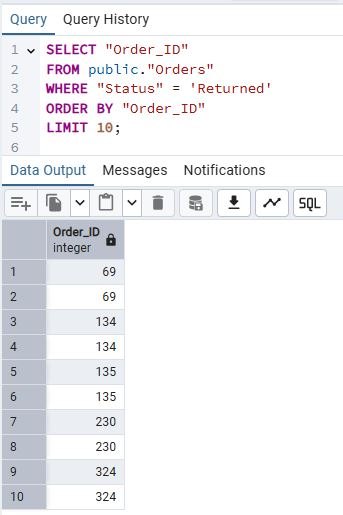 Query Query History
1 SELECT "Order_ID"
2 FROM public."Orders"
3 WHERE "Status" = 'Returned'
4 ORDER BY "Order_ID"
5 LIMIT 10;
6
Data Output Messages Notifications
SQL
Order_ID
integer
1 69
2 69
3 134
4 134
5 135
6 135
7 230
8 230
9 324
10 324